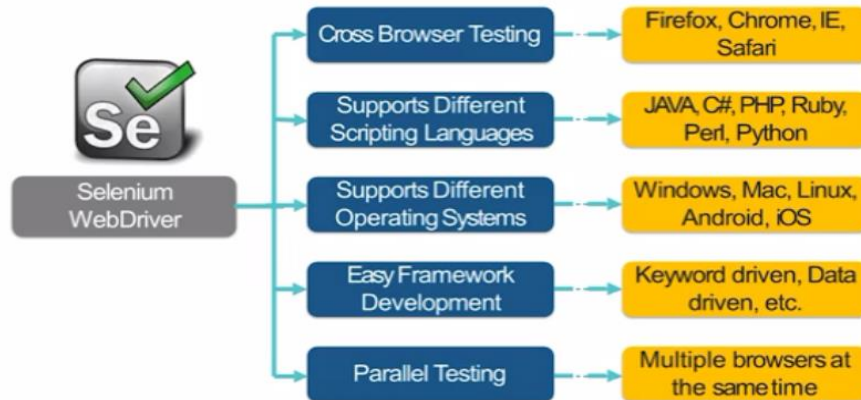 Se
Selenium
WebDriver
Cross Browser Testing
Firefox, Chrome, IE,
Safari
Supports Different
Scripting Languages
JAVA, C#, PHP, Ruby,
Perl, Python
Supports Different
Operating Systems
Windows, Mac, Linux,
Android, iOS
Easy Framework
Development
Keyword driven, Data
driven, etc.
Parallel Testing
Multiple browsers at
the same time